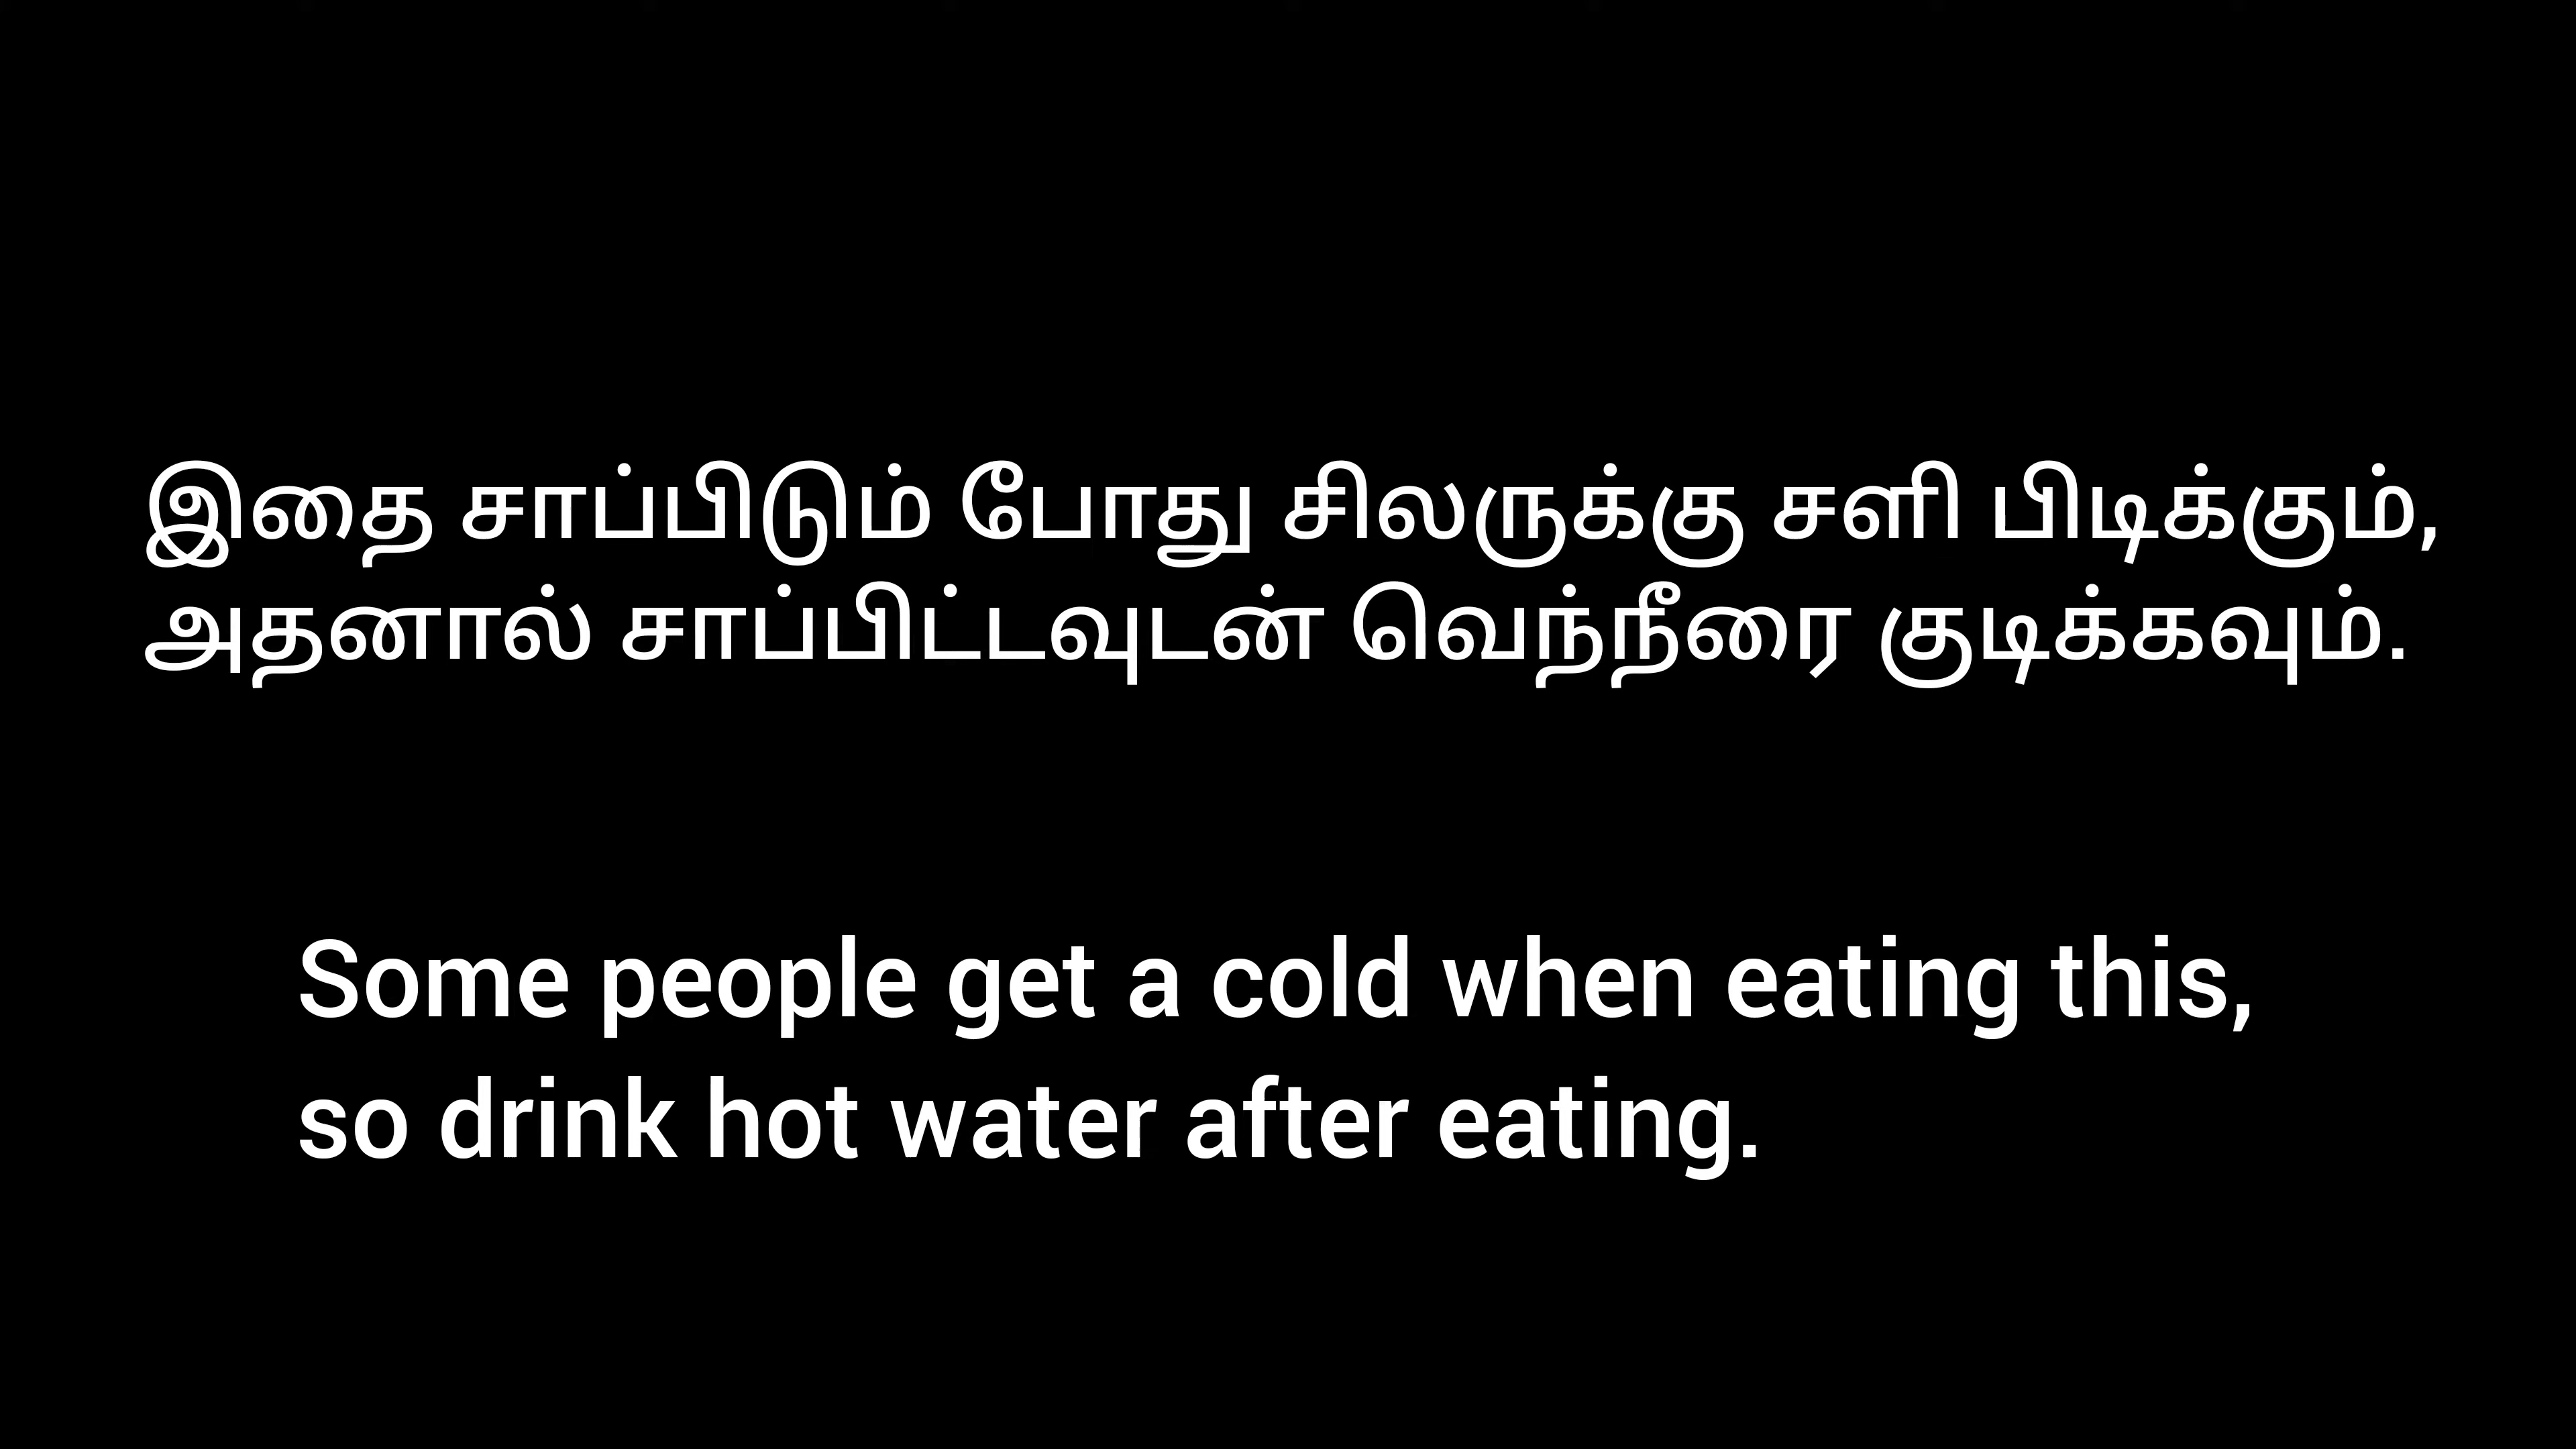 இதை சாப்பிடும் போது சிலருக்கு சளி பிடிக்கும்,
அதனால் சாப்பிட்டவுடன் வெந்நீரை குடிக்கவும்.
Some people get a cold when eating this,
so drink hot water after eating.